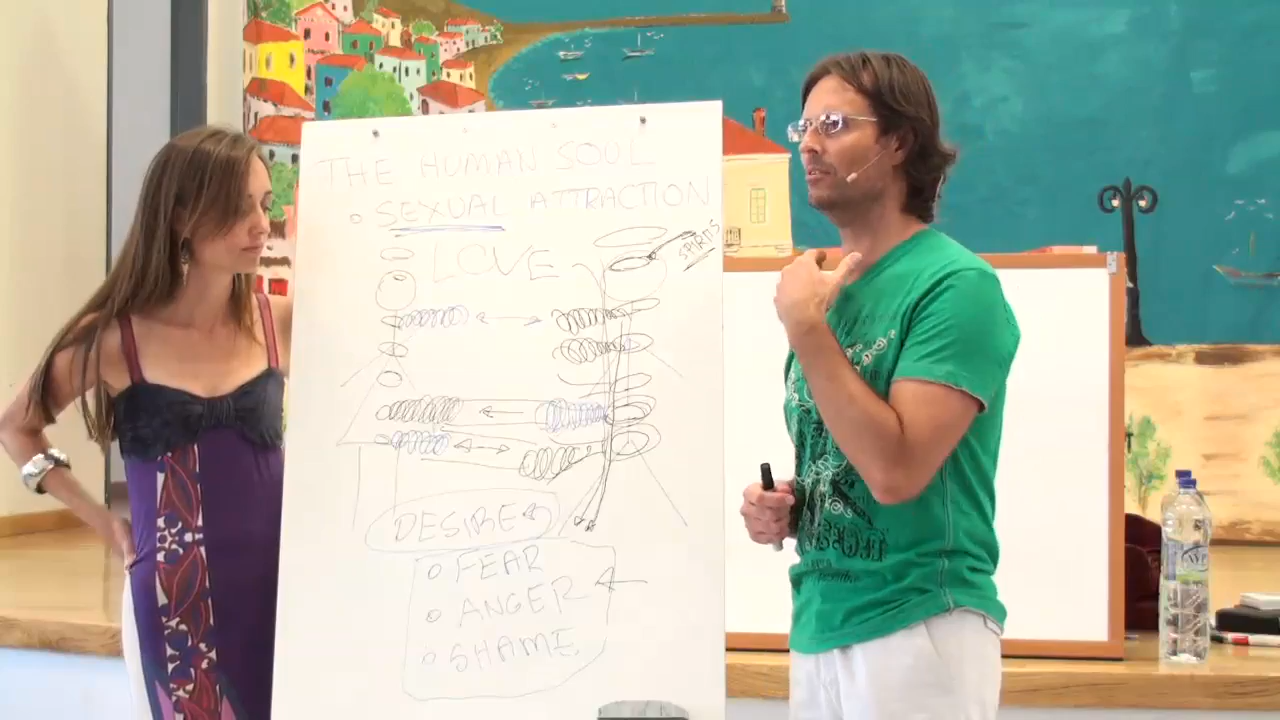 THE HUMAN SOUL
SEXUAL ATTRACTION
LOVE
SPIRITS
DESIRE
FEAR
ANGER
SHAME